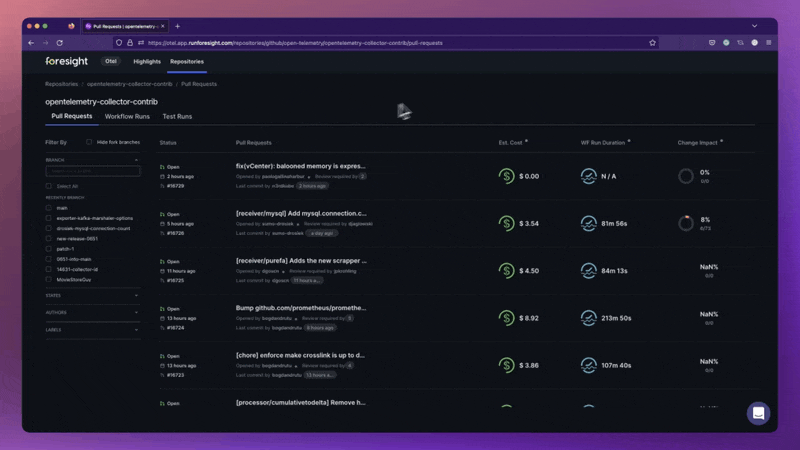 Pull Requests | opentelemetry-c
https://otel.app.runforesight.com/repositories/github/open-telemetry/opentelemetry-collector-contrib/pull-requests
foresight Otel Highlights Repositories
Repositories / opentelemetry-collector-contrib / Pull Requests
opentelemetry-collector-contrib
Pull Requests Workflow Runs Test Runs
Filter By Hide fork branches Status Pull Requests Est. Cost WF Run Duration Change Impact
BRANCH
Select All
RECENTLY BRANCH
main
exporter-kafka-marshaler-options
drosiek-mysql-connection-count
new-release-0651
patch-1
0651-into-main
14631-collector-id
MovieStoreGuy
STATES
AUTHORS
LABELS
Open
2 hours ago
#16729
fix(vCenter): balooned memory is expres...
Opened by paologallinaharbur Review required by 2
Last commit by 2 hours ago
$ 0.00
N / A
0%
0/0
Open
5 hours ago
#16726
[receiver/mysql] Add mysql.connection.c...
Opened by sumo-drosiek Review required by djaglowski
Last commit by sumo-drosiek a day ago
$ 3.54
81m 56s
8%
6/73
Open
11 hours ago
#16725
[receiver/purefa] Adds the new scrapper ...
Opened by dgoscn Review required by jpkrohling
Last commit by dgoscn 11 hours a...
$ 4.50
84m 13s
NaN%
0/0
Open
13 hours ago
#16724
Bump github.com/prometheus/promethe...
Opened by bogdandrutu Review required by
Last commit by bogdandrutu 8 hours ago
$ 8.92
213m 50s
NaN%
0/0
Open
13 hours ago
#16723
[chore] enforce make crosslink is up to d...
Opened by bogdandrutu Review required by 4
Last commit by bogdandrutu 13 hours a...
$ 3.86
107m 40s
NaN%
0/0
Open
[processor/cumulativetodelta] Remove h...
NaN%